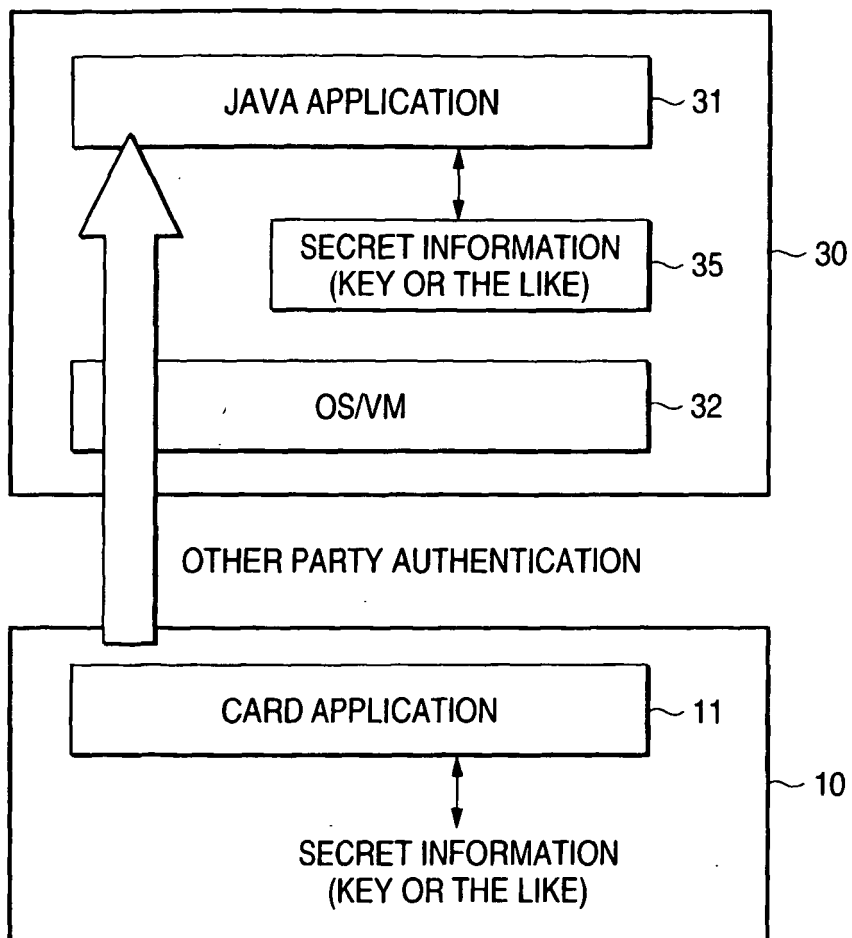 JAVA APPLICATION
31
SECRET INFORMATION
(KEY OR THE LIKE)
35
30
OS/VM
32
OTHER PARTY AUTHENTICATION
CARD APPLICATION
11
10
SECRET INFORMATION
(KEY OR THE LIKE)